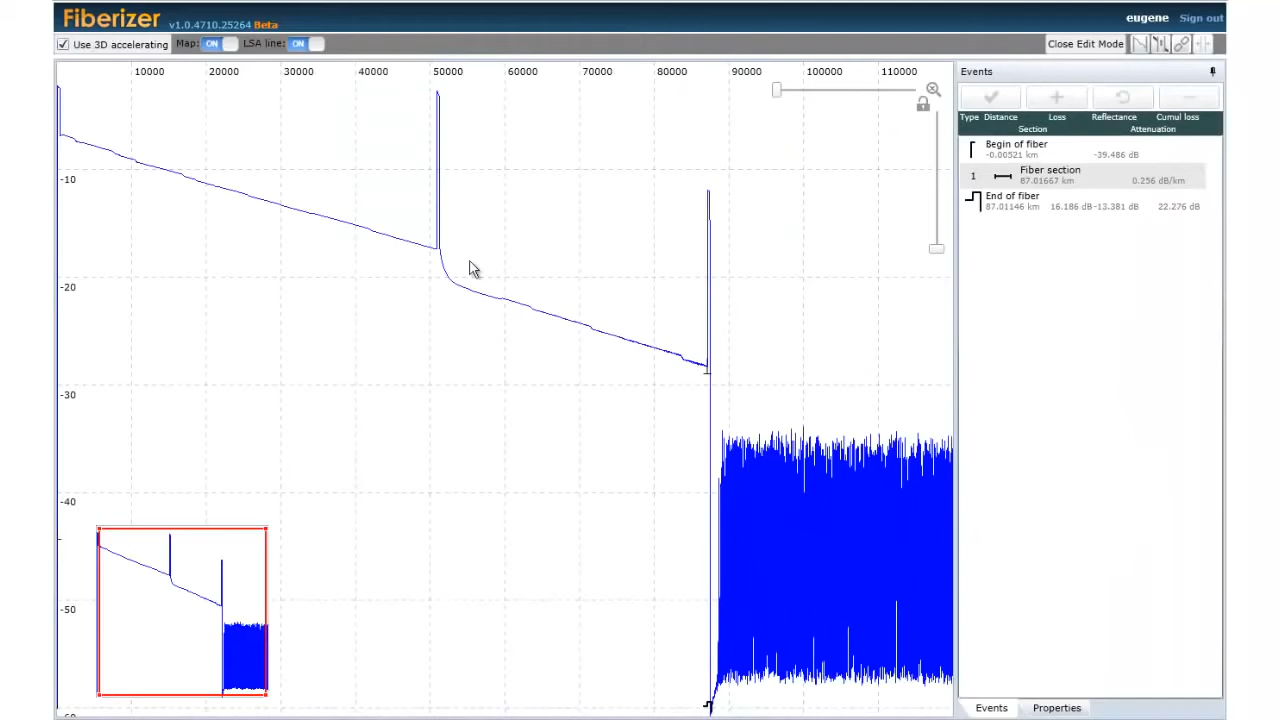 Fiberizer v1.0.4710.25264 Beta
eugene Sign out
Use 3D accelerating Map: ON LSA line: ON Close Edit Mode
10000 20000 30000 40000 50000 60000 70000 80000 90000 100000 110000
-10
-20
-30
-40
-50
Events
Type Distance Loss Reflectance Cumul loss
Section Attenuation
Begin of fiber
-0.00521 km -39.486 dB
1 Fiber section
87.01667 km 0.256 dB/km
End of fiber
87.01146 km 16.186 dB -13.381 dB 22.276 dB
Events Properties